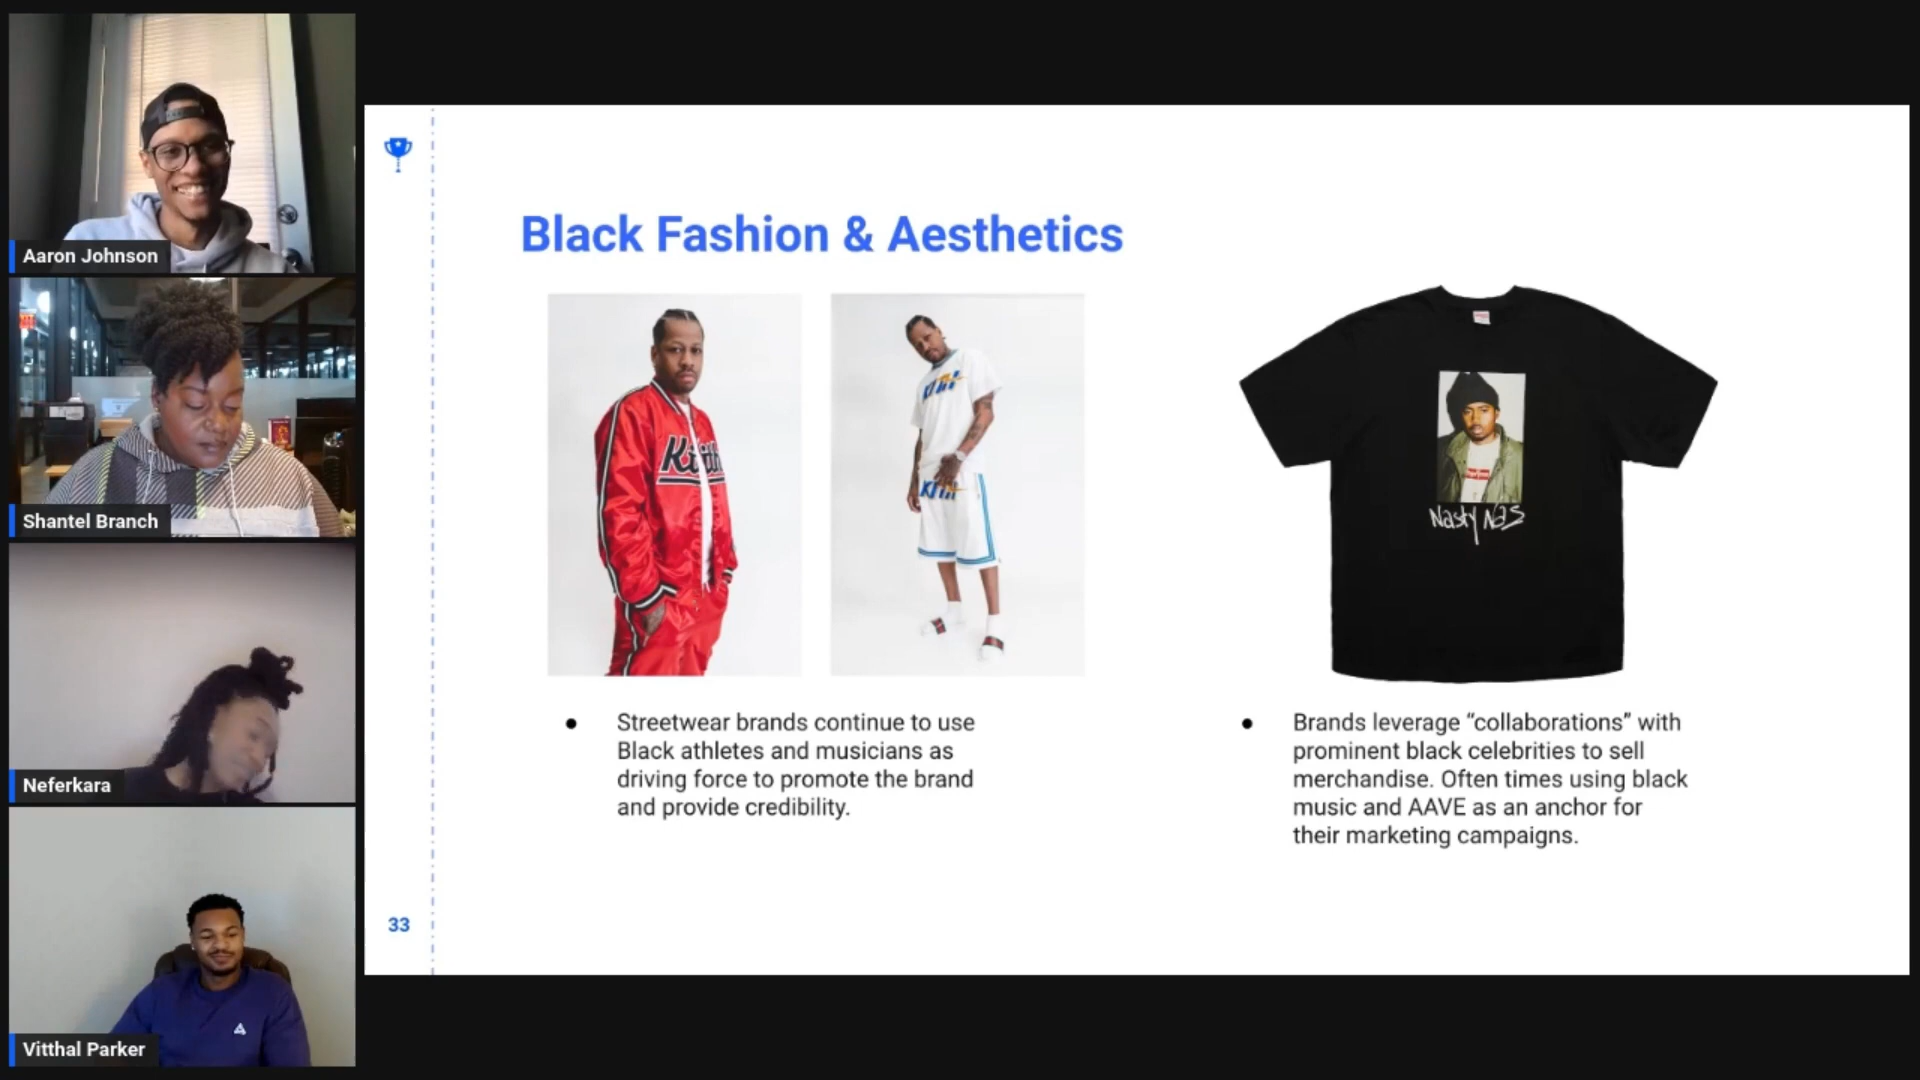 Aaron Johnson
Shantel Branch
Neferkara
Vitthal Parker
Black Fashion & Aesthetics
Kith
Nasty Nas
Streetwear brands continue to use
Black athletes and musicians as
driving force to promote the brand
and provide credibility.
Brands leverage “collaborations” with
prominent black celebrities to sell
merchandise. Often times using black
music and AAVE as an anchor for
their marketing campaigns.
33